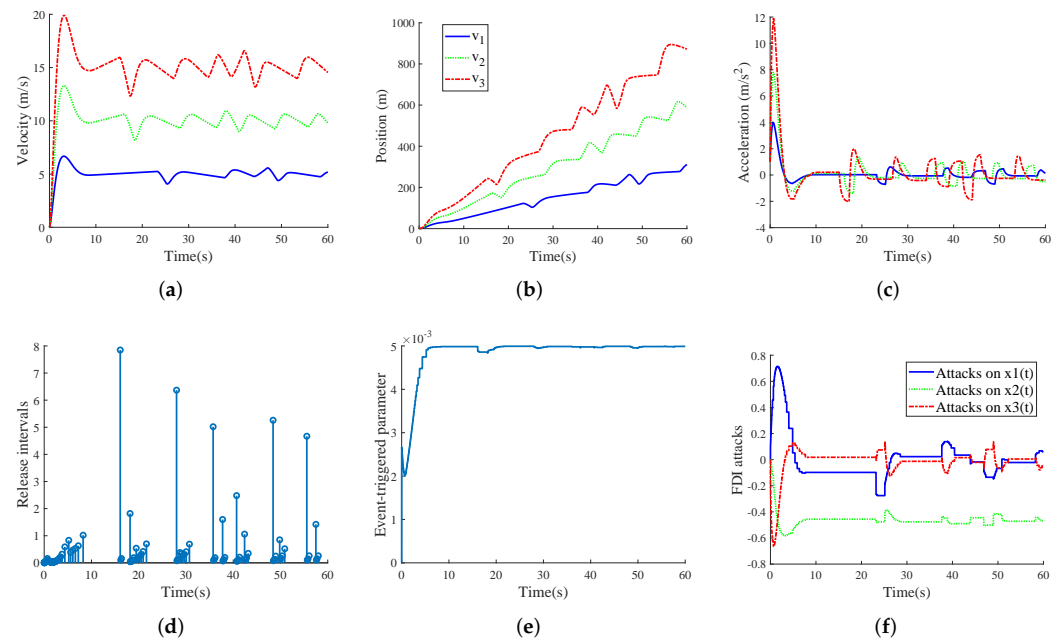 20
15
10
5
0
Velocity (m/s)
0 10 20 30 40 50 60
Time(s)
(a)
1000
800
600
400
200
0
Position (m)
v1
v2
v3
0 10 20 30 40 50 60
Time(s)
(b)
12
10
8
6
4
2
0
-2
-4
Acceleration (m/s²)
0 10 20 30 40 50 60
Time(s)
(c)
8
7
6
5
4
3
2
1
0
Release intervals
0 10 20 30 40 50 60
Time(s)
(d)
×10⁻³
5
4
3
2
1
0
Event-triggered parameter
0 10 20 30 40 50 60
Time(s)
(e)
0.8
0.6
0.4
0.2
0
-0.2
-0.4
-0.6
-0.8
FDI attacks
Attacks on x1(t)
Attacks on x2(t)
Attacks on x3(t)
0 10 20 30 40 50 60
Time(s)
(f)